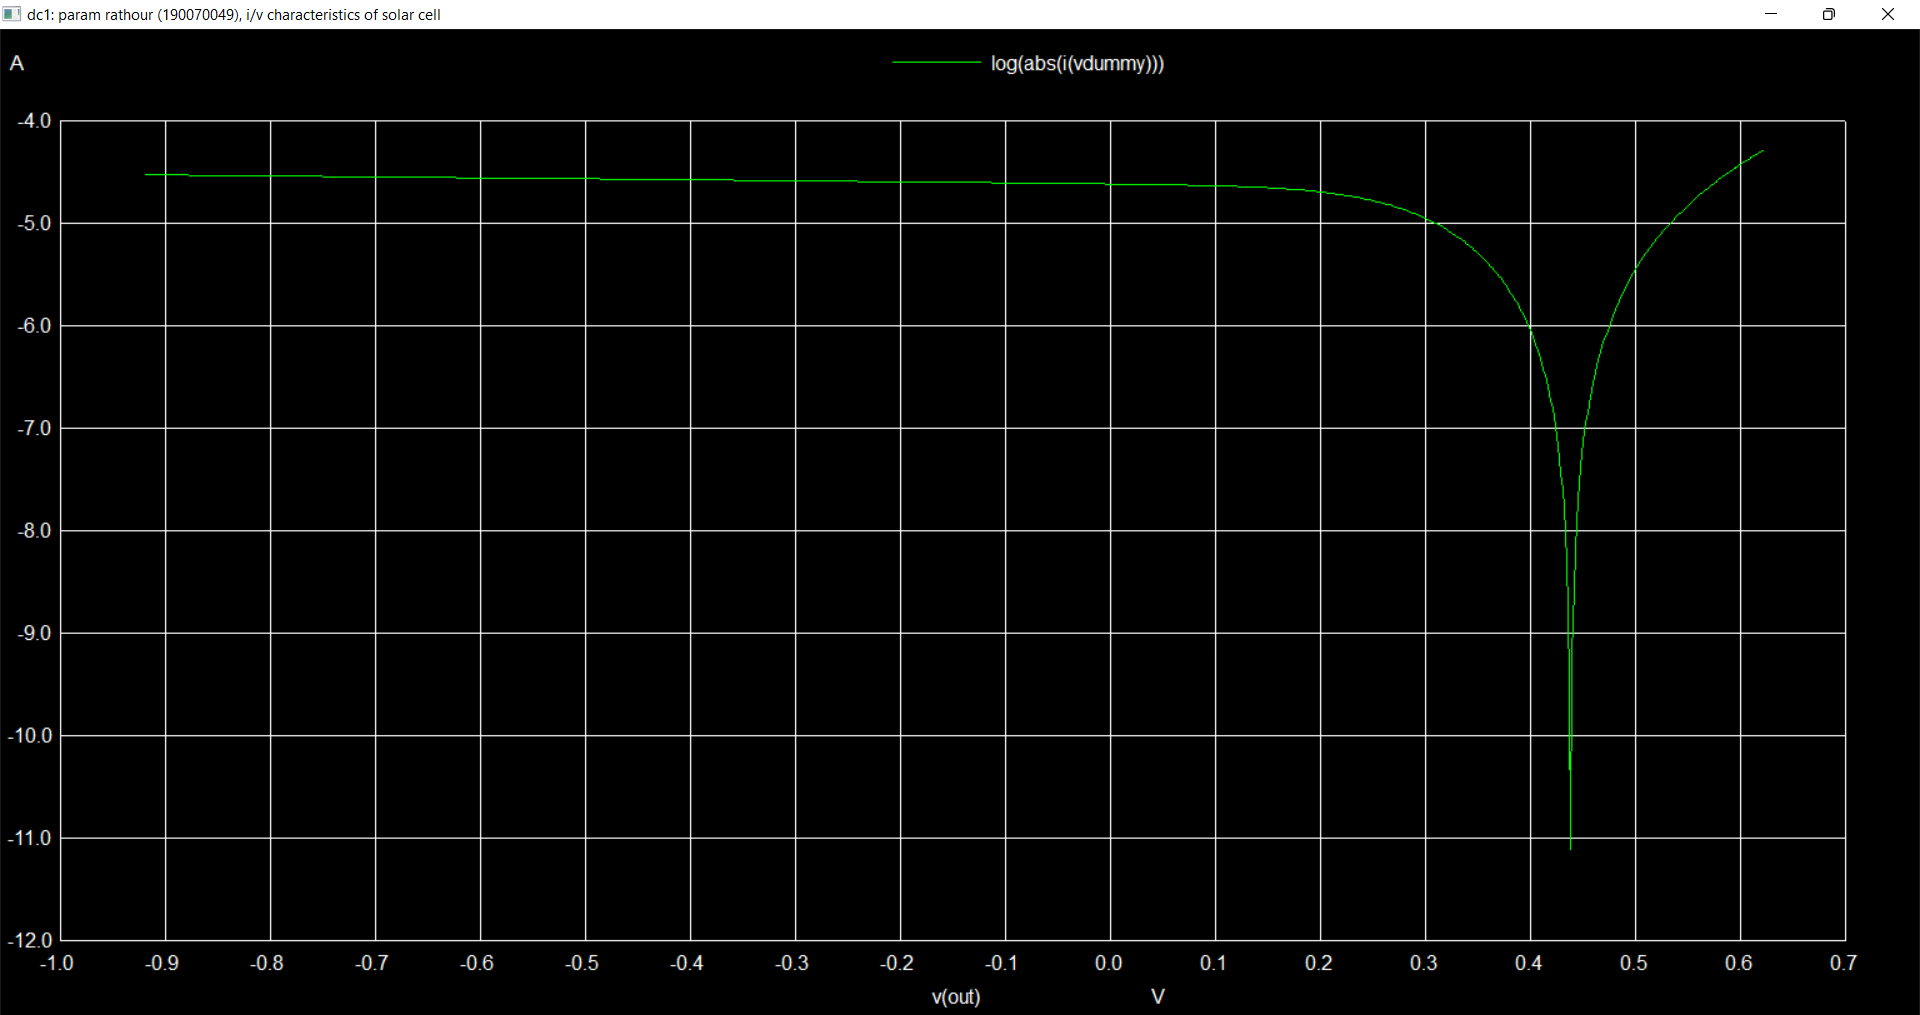 dc1: param rathour (190070049), i/v characteristics of solar cell
A
log(abs(i(vdummy)))
-4.0
-5.0
-6.0
-7.0
-8.0
-9.0
-10.0
-11.0
-12.0
-1.0 -0.9 -0.8 -0.7 -0.6 -0.5 -0.4 -0.3 -0.2 -0.1 0.0 0.1 0.2 0.3 0.4 0.5 0.6 0.7
v(out) V